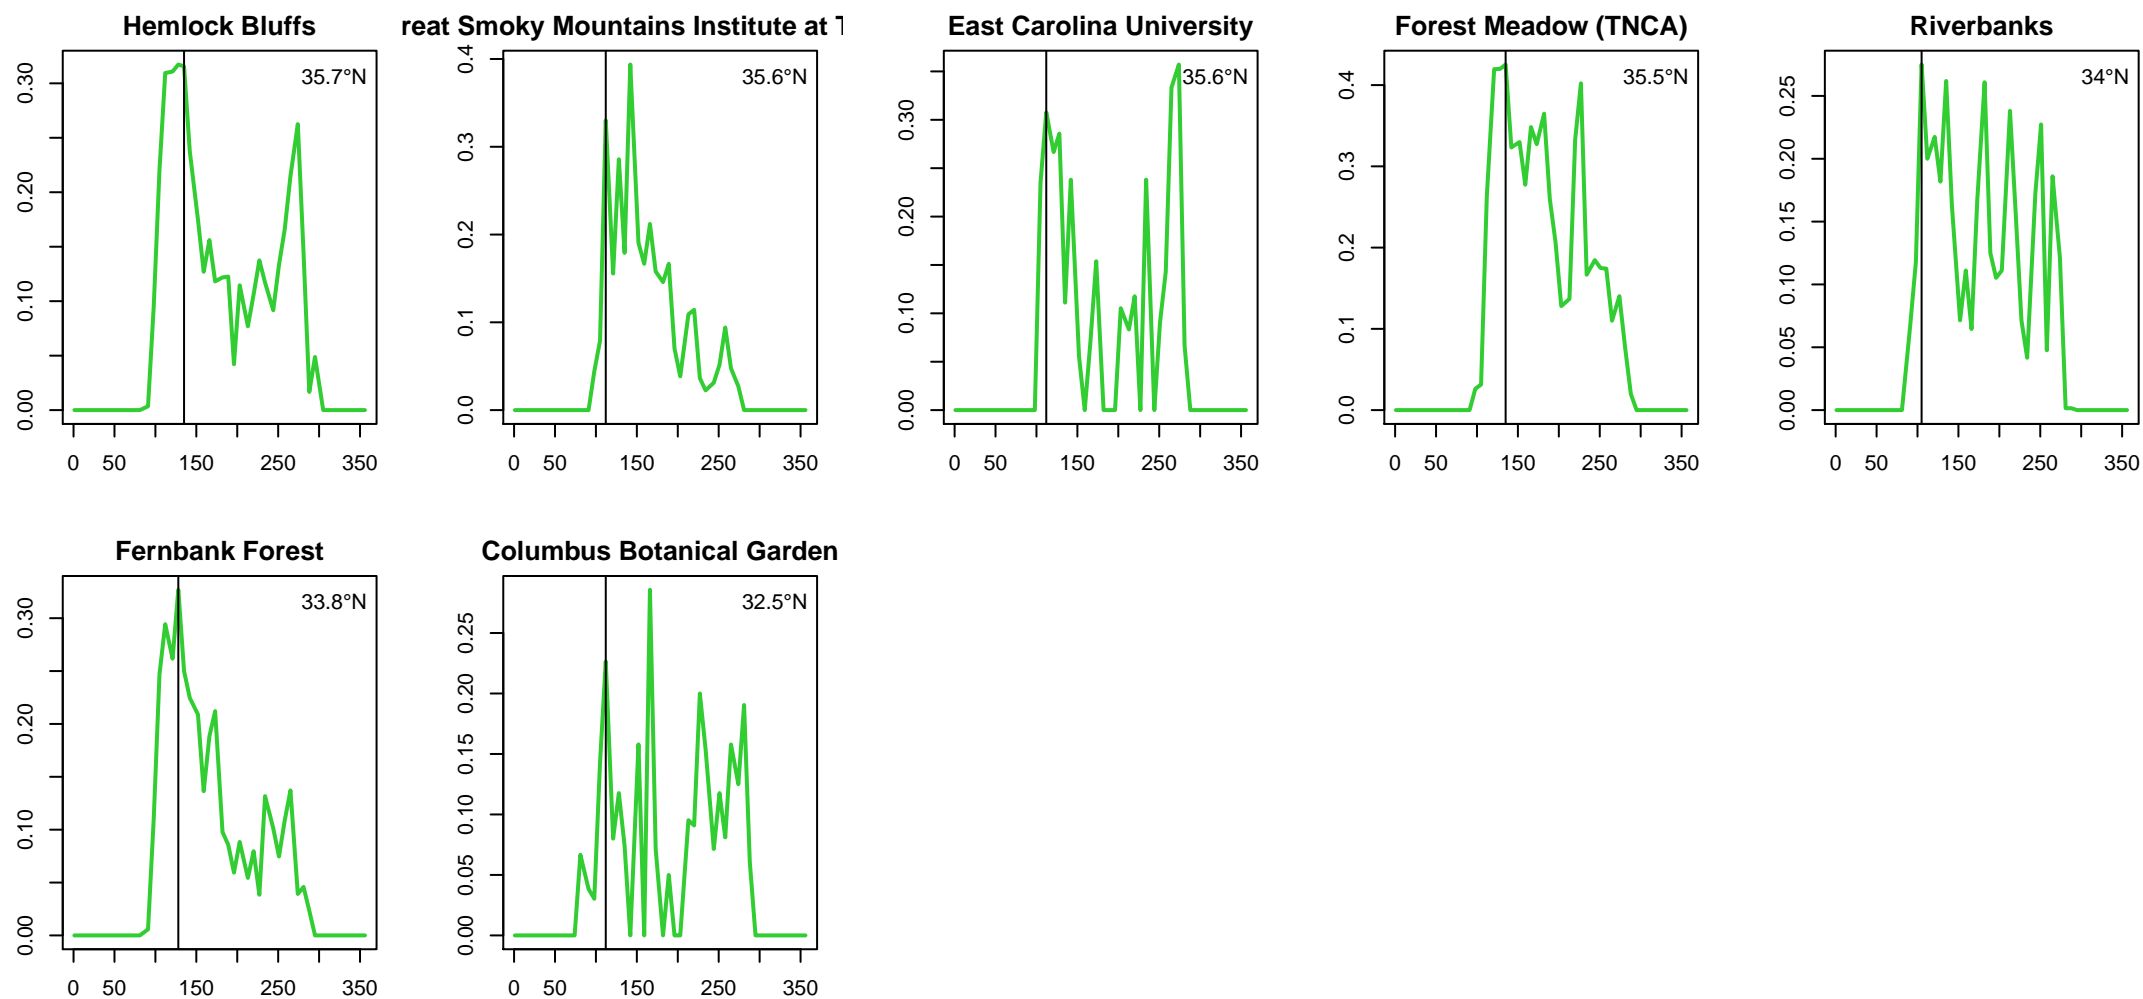 Hemlock Bluffs
reat Smoky Mountains Institute at T
East Carolina University
Forest Meadow (TNCA)
Riverbanks
35.7°N
35.6°N
35.6°N
35.5°N
34°N
0.30
0.20
0.10
0.00
0.4
0.3
0.2
0.1
0.0
0.30
0.20
0.10
0.00
0.4
0.3
0.2
0.1
0.0
0.25
0.20
0.15
0.10
0.05
0.00
0 50 150 250 350
0 50 150 250 350
0 50 150 250 350
0 50 150 250 350
0 50 150 250 350
Fernbank Forest
Columbus Botanical Garden
33.8°N
32.5°N
0.30
0.20
0.10
0.00
0.25
0.20
0.15
0.10
0.05
0.00
0 50 150 250 350
0 50 150 250 350